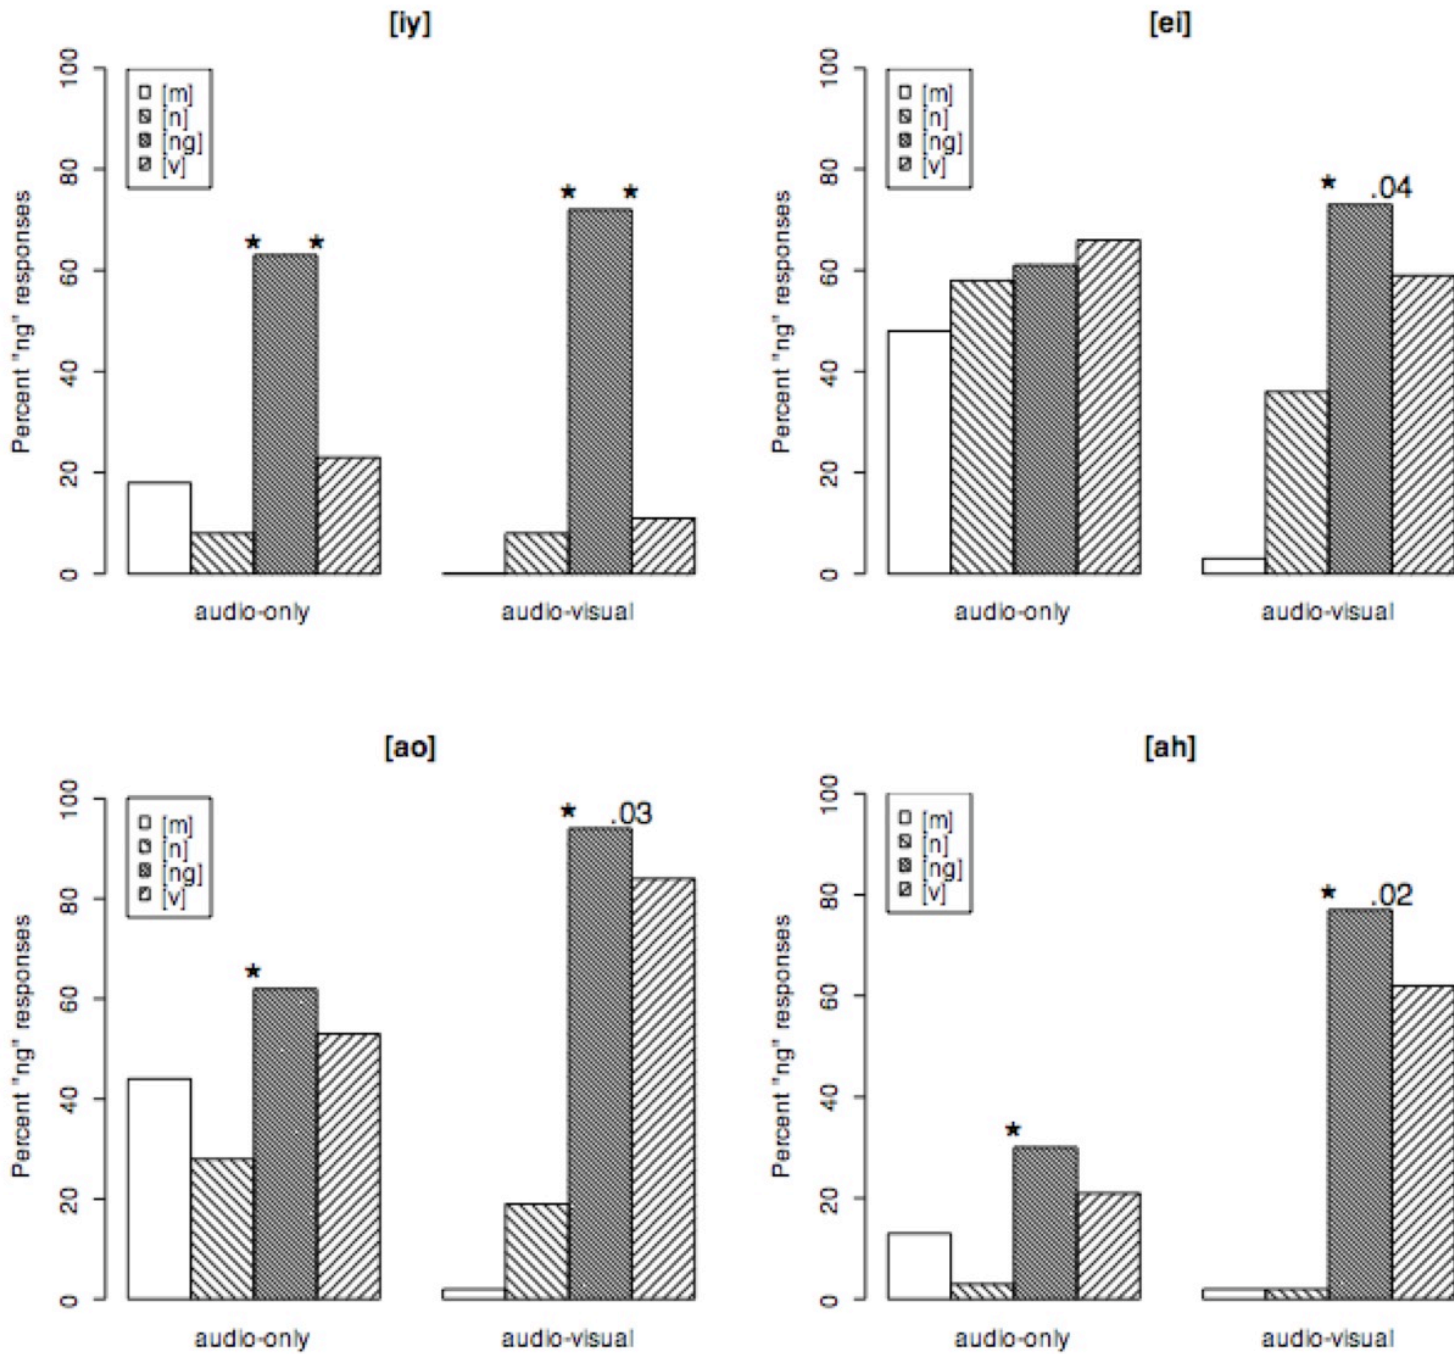 [iy]
Percent "ng" responses
100
80
60
40
20
0
[m]
[n]
[ng]
[v]
* *
* *
audio-only
audio-visual
[ei]
Percent "ng" responses
100
80
60
40
20
0
[m]
[n]
[ng]
[v]
* .04
audio-only
audio-visual
[ao]
Percent "ng" responses
100
80
60
40
20
0
[m]
[n]
[ng]
[v]
*
* .03
audio-only
audio-visual
[ah]
Percent "ng" responses
100
80
60
40
20
0
[m]
[n]
[ng]
[v]
*
* .02
audio-only
audio-visual